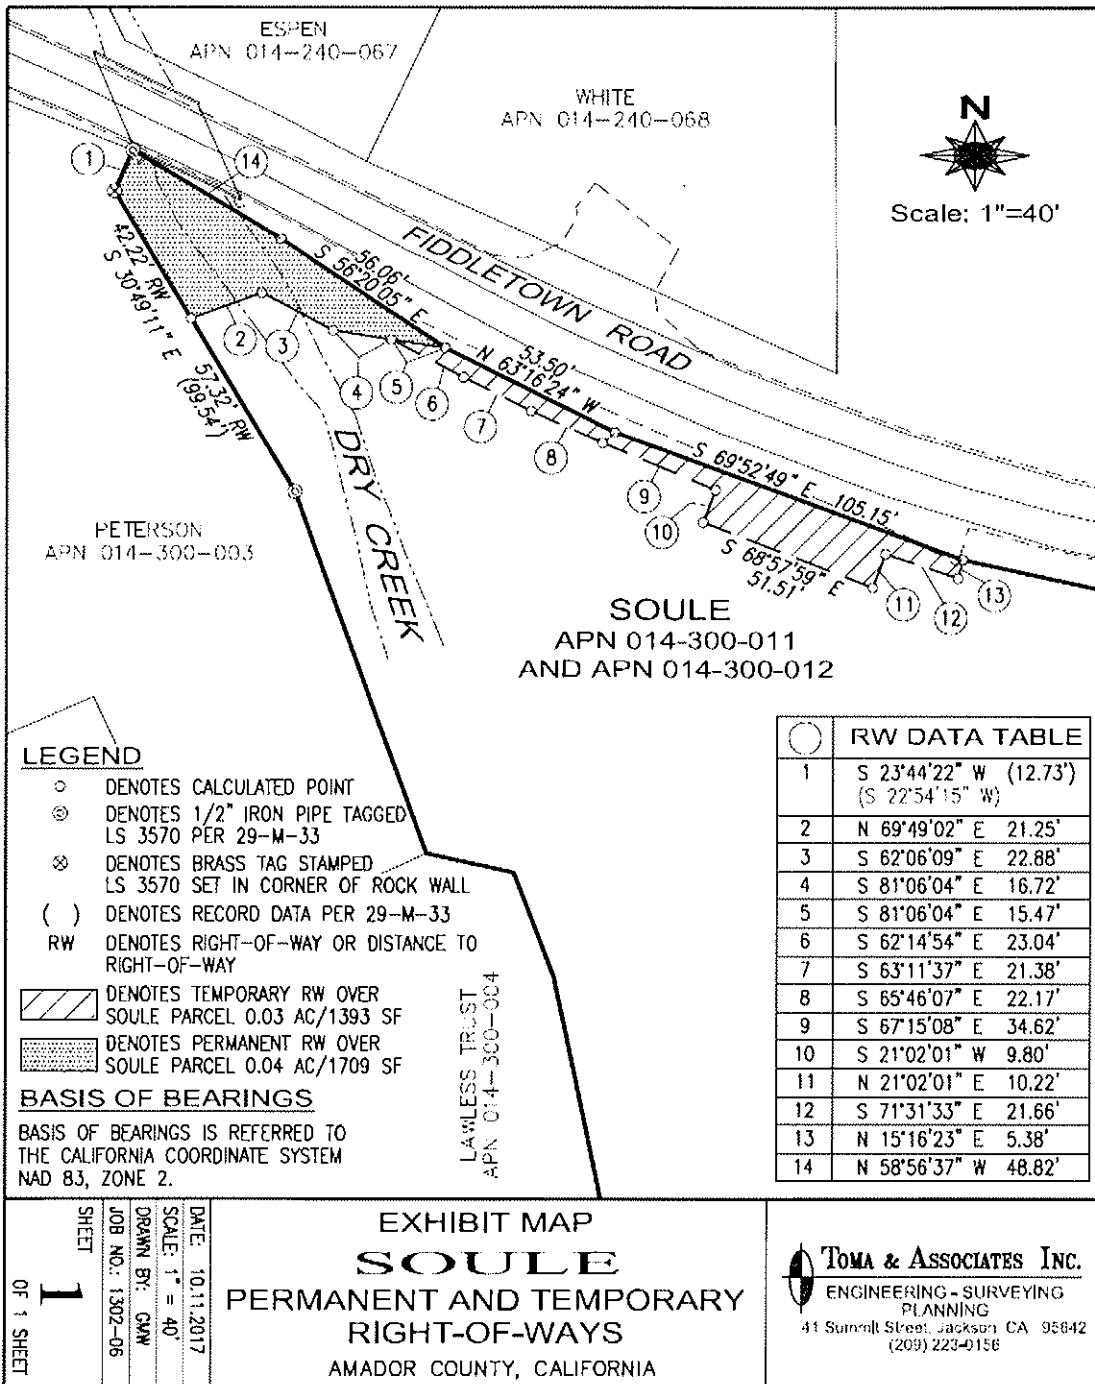 ESPEN
APN 014-240-067
WHITE
APN 014-240-068
N
Scale: 1"=40'
1
14
42.22' RW
S 30°49'11" E
57.32' RW
(99.54')
56.06'
S 56°20'05" E
FIDDLETOWN ROAD
2
3
4
5
6
7
8
9
10
11
12
13
53.50'
N 63°16'24" W
S 69°52'49" E 105.15'
S 68°57'59" E
51.51'
DRY CREEK
PETERSON
APN 014-300-003
SOULE
APN 014-300-011
AND APN 014-300-012
LEGEND
DENOTES CALCULATED POINT
DENOTES 1/2" IRON PIPE TAGGED
LS 3570 PER 29-M-33
DENOTES BRASS TAG STAMPED
LS 3570 SET IN CORNER OF ROCK WALL
( ) DENOTES RECORD DATA PER 29-M-33
RW DENOTES RIGHT-OF-WAY OR DISTANCE TO
RIGHT-OF-WAY
DENOTES TEMPORARY RW OVER
SOULE PARCEL 0.03 AC/1393 SF
DENOTES PERMANENT RW OVER
SOULE PARCEL 0.04 AC/1709 SF
BASIS OF BEARINGS
BASIS OF BEARINGS IS REFERRED TO
THE CALIFORNIA COORDINATE SYSTEM
NAD 83, ZONE 2.
LAWLESS TRUST
APN 014-300-004
RW DATA TABLE
1 S 23°44'22" W (12.73')
(S 22°54'15" W)
2 N 69°49'02" E 21.25'
3 S 62°06'09" E 22.88'
4 S 81°06'04" E 16.72'
5 S 81°06'04" E 15.47'
6 S 62°14'54" E 23.04'
7 S 63°11'37" E 21.38'
8 S 65°46'07" E 22.17'
9 S 67°15'08" E 34.62'
10 S 21°02'01" W 9.80'
11 N 21°02'01" E 10.22'
12 S 71°31'33" E 21.66'
13 N 15°16'23" E 5.38'
14 N 58°56'37" W 48.82'
DATE: 10.11.2017
SCALE: 1" = 40'
DRAWN BY: GMW
JOB NO.: 1302-06
SHEET
1
OF 1 SHEET
EXHIBIT MAP
SOULE
PERMANENT AND TEMPORARY
RIGHT-OF-WAYS
AMADOR COUNTY, CALIFORNIA
TOMA & ASSOCIATES INC.
ENGINEERING - SURVEYING
PLANNING
41 Summit Street, Jackson CA 95642
(209) 223-0156